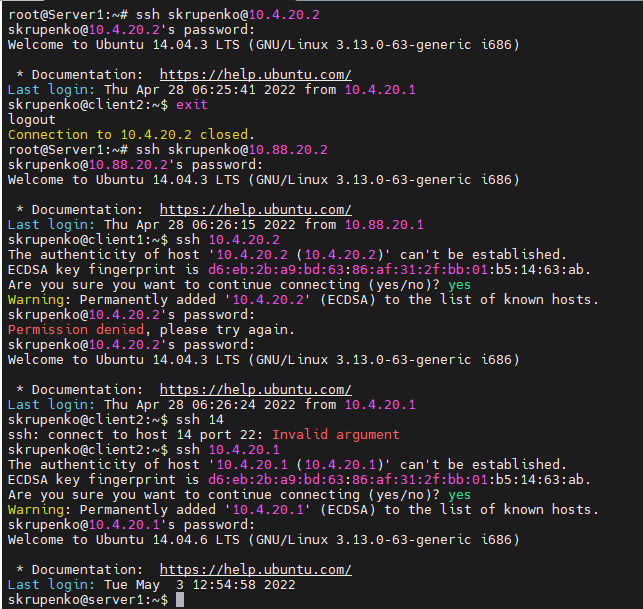 root@Server1:~# ssh skrupenko@10.4.20.2
skrupenko@10.4.20.2's password:
Welcome to Ubuntu 14.04.3 LTS (GNU/Linux 3.13.0-63-generic i686)
* Documentation:  https://help.ubuntu.com/
Last login: Thu Apr 28 06:25:41 2022 from 10.4.20.1
skrupenko@client2:~$ exit
logout
Connection to 10.4.20.2 closed.
root@Server1:~# ssh skrupenko@10.88.20.2
skrupenko@10.88.20.2's password:
Welcome to Ubuntu 14.04.3 LTS (GNU/Linux 3.13.0-63-generic i686)
* Documentation:  https://help.ubuntu.com/
Last login: Thu Apr 28 06:26:15 2022 from 10.88.20.1
skrupenko@client1:~$ ssh 10.4.20.2
The authenticity of host '10.4.20.2 (10.4.20.2)' can't be established.
ECDSA key fingerprint is d6:eb:2b:a9:bd:63:86:af:31:2f:bb:01:b5:14:63:ab.
Are you sure you want to continue connecting (yes/no)? yes
Warning: Permanently added '10.4.20.2' (ECDSA) to the list of known hosts.
skrupenko@10.4.20.2's password:
Permission denied, please try again.
skrupenko@10.4.20.2's password:
Welcome to Ubuntu 14.04.3 LTS (GNU/Linux 3.13.0-63-generic i686)
* Documentation:  https://help.ubuntu.com/
Last login: Thu Apr 28 06:26:24 2022 from 10.4.20.1
skrupenko@client2:~$ ssh 14
ssh: connect to host 14 port 22: Invalid argument
skrupenko@client2:~$ ssh 10.4.20.1
The authenticity of host '10.4.20.1 (10.4.20.1)' can't be established.
ECDSA key fingerprint is d6:eb:2b:a9:bd:63:86:af:31:2f:bb:01:b5:14:63:ab.
Are you sure you want to continue connecting (yes/no)? yes
Warning: Permanently added '10.4.20.1' (ECDSA) to the list of known hosts.
skrupenko@10.4.20.1's password:
Welcome to Ubuntu 14.04.6 LTS (GNU/Linux 3.13.0-63-generic i686)
* Documentation:  https://help.ubuntu.com/
Last login: Tue May  3 12:54:58 2022
skrupenko@server1:~$